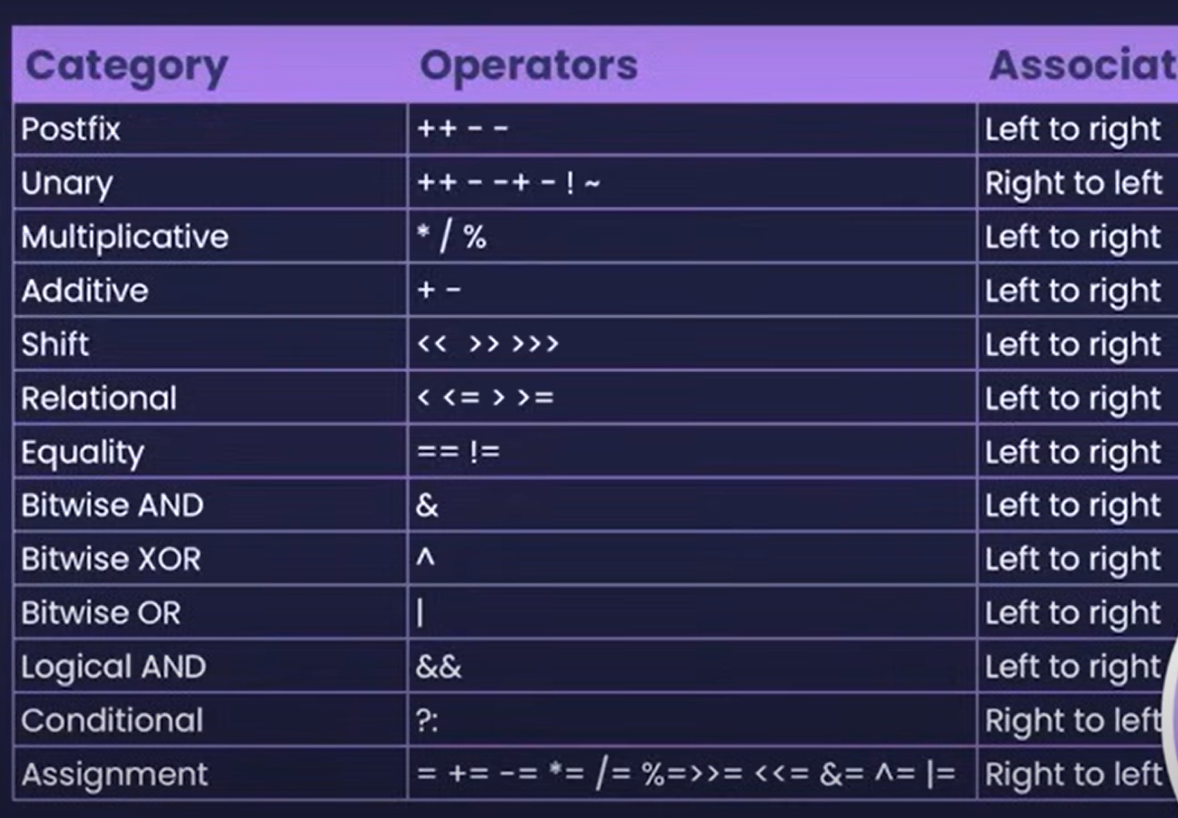 Category Operators Associat
Postfix ++ - - Left to right
Unary ++ - -+ - ! ~ Right to left
Multiplicative * / % Left to right
Additive + - Left to right
Shift << >> >>> Left to right
Relational < <= > >= Left to right
Equality == != Left to right
Bitwise AND & Left to right
Bitwise XOR ^ Left to right
Bitwise OR | Left to right
Logical AND && Left to right
Conditional ?: Right to left
Assignment = += -= *= /= %=>>= <<= &= ^= |= Right to left